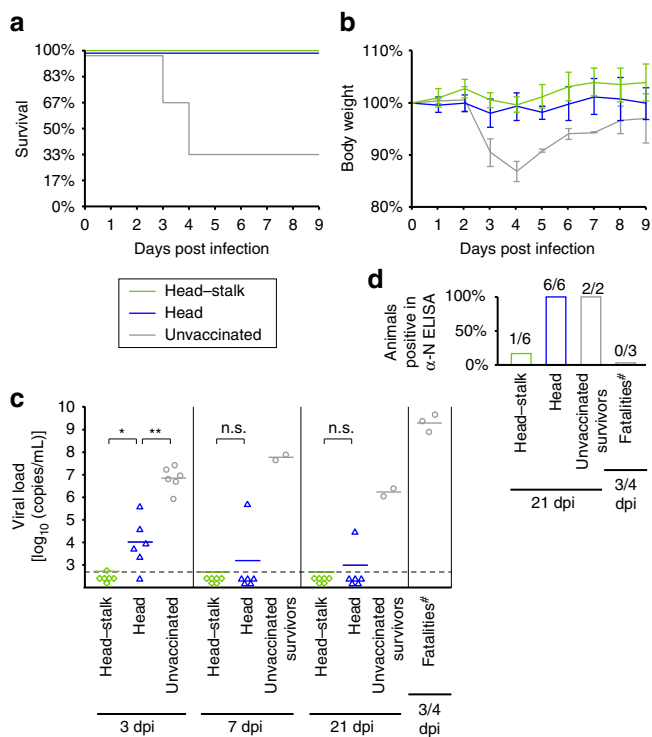 a
100%
83%
67%
50%
33%
17%
0%
Survival
0 1 2 3 4 5 6 7 8 9
Days post infection
b
110%
100%
90%
80%
Body weight
0 1 2 3 4 5 6 7 8 9
Days post infection
Head–stalk
Head
Unvaccinated
d
Animals
positive in
α-N ELISA
100%
50%
0%
1/6
6/6
2/2
0/3
Head–stalk
Head
Unvaccinated
survivors
Fatalities#
21 dpi
3/4
dpi
c
Viral load
[log10 (copies/mL)]
10
9
8
7
6
5
4
3
* **
n.s.
n.s.
Head–stalk
Head
Unvaccinated
Head–stalk
Head
Unvaccinated
survivors
Head–stalk
Head
Unvaccinated
survivors
Fatalities#
3 dpi
7 dpi
21 dpi
3/4
dpi